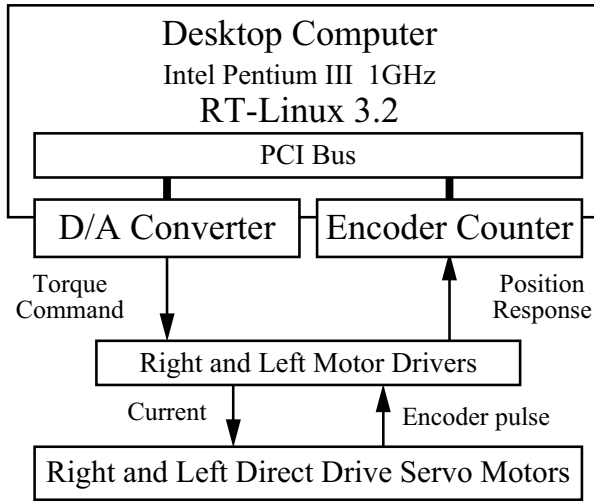 Desktop Computer
Intel Pentium III 1GHz
RT-Linux 3.2
PCI Bus
D/A Converter
Encoder Counter
Torque
Command
Position
Response
Right and Left Motor Drivers
Current
Encoder pulse
Right and Left Direct Drive Servo Motors